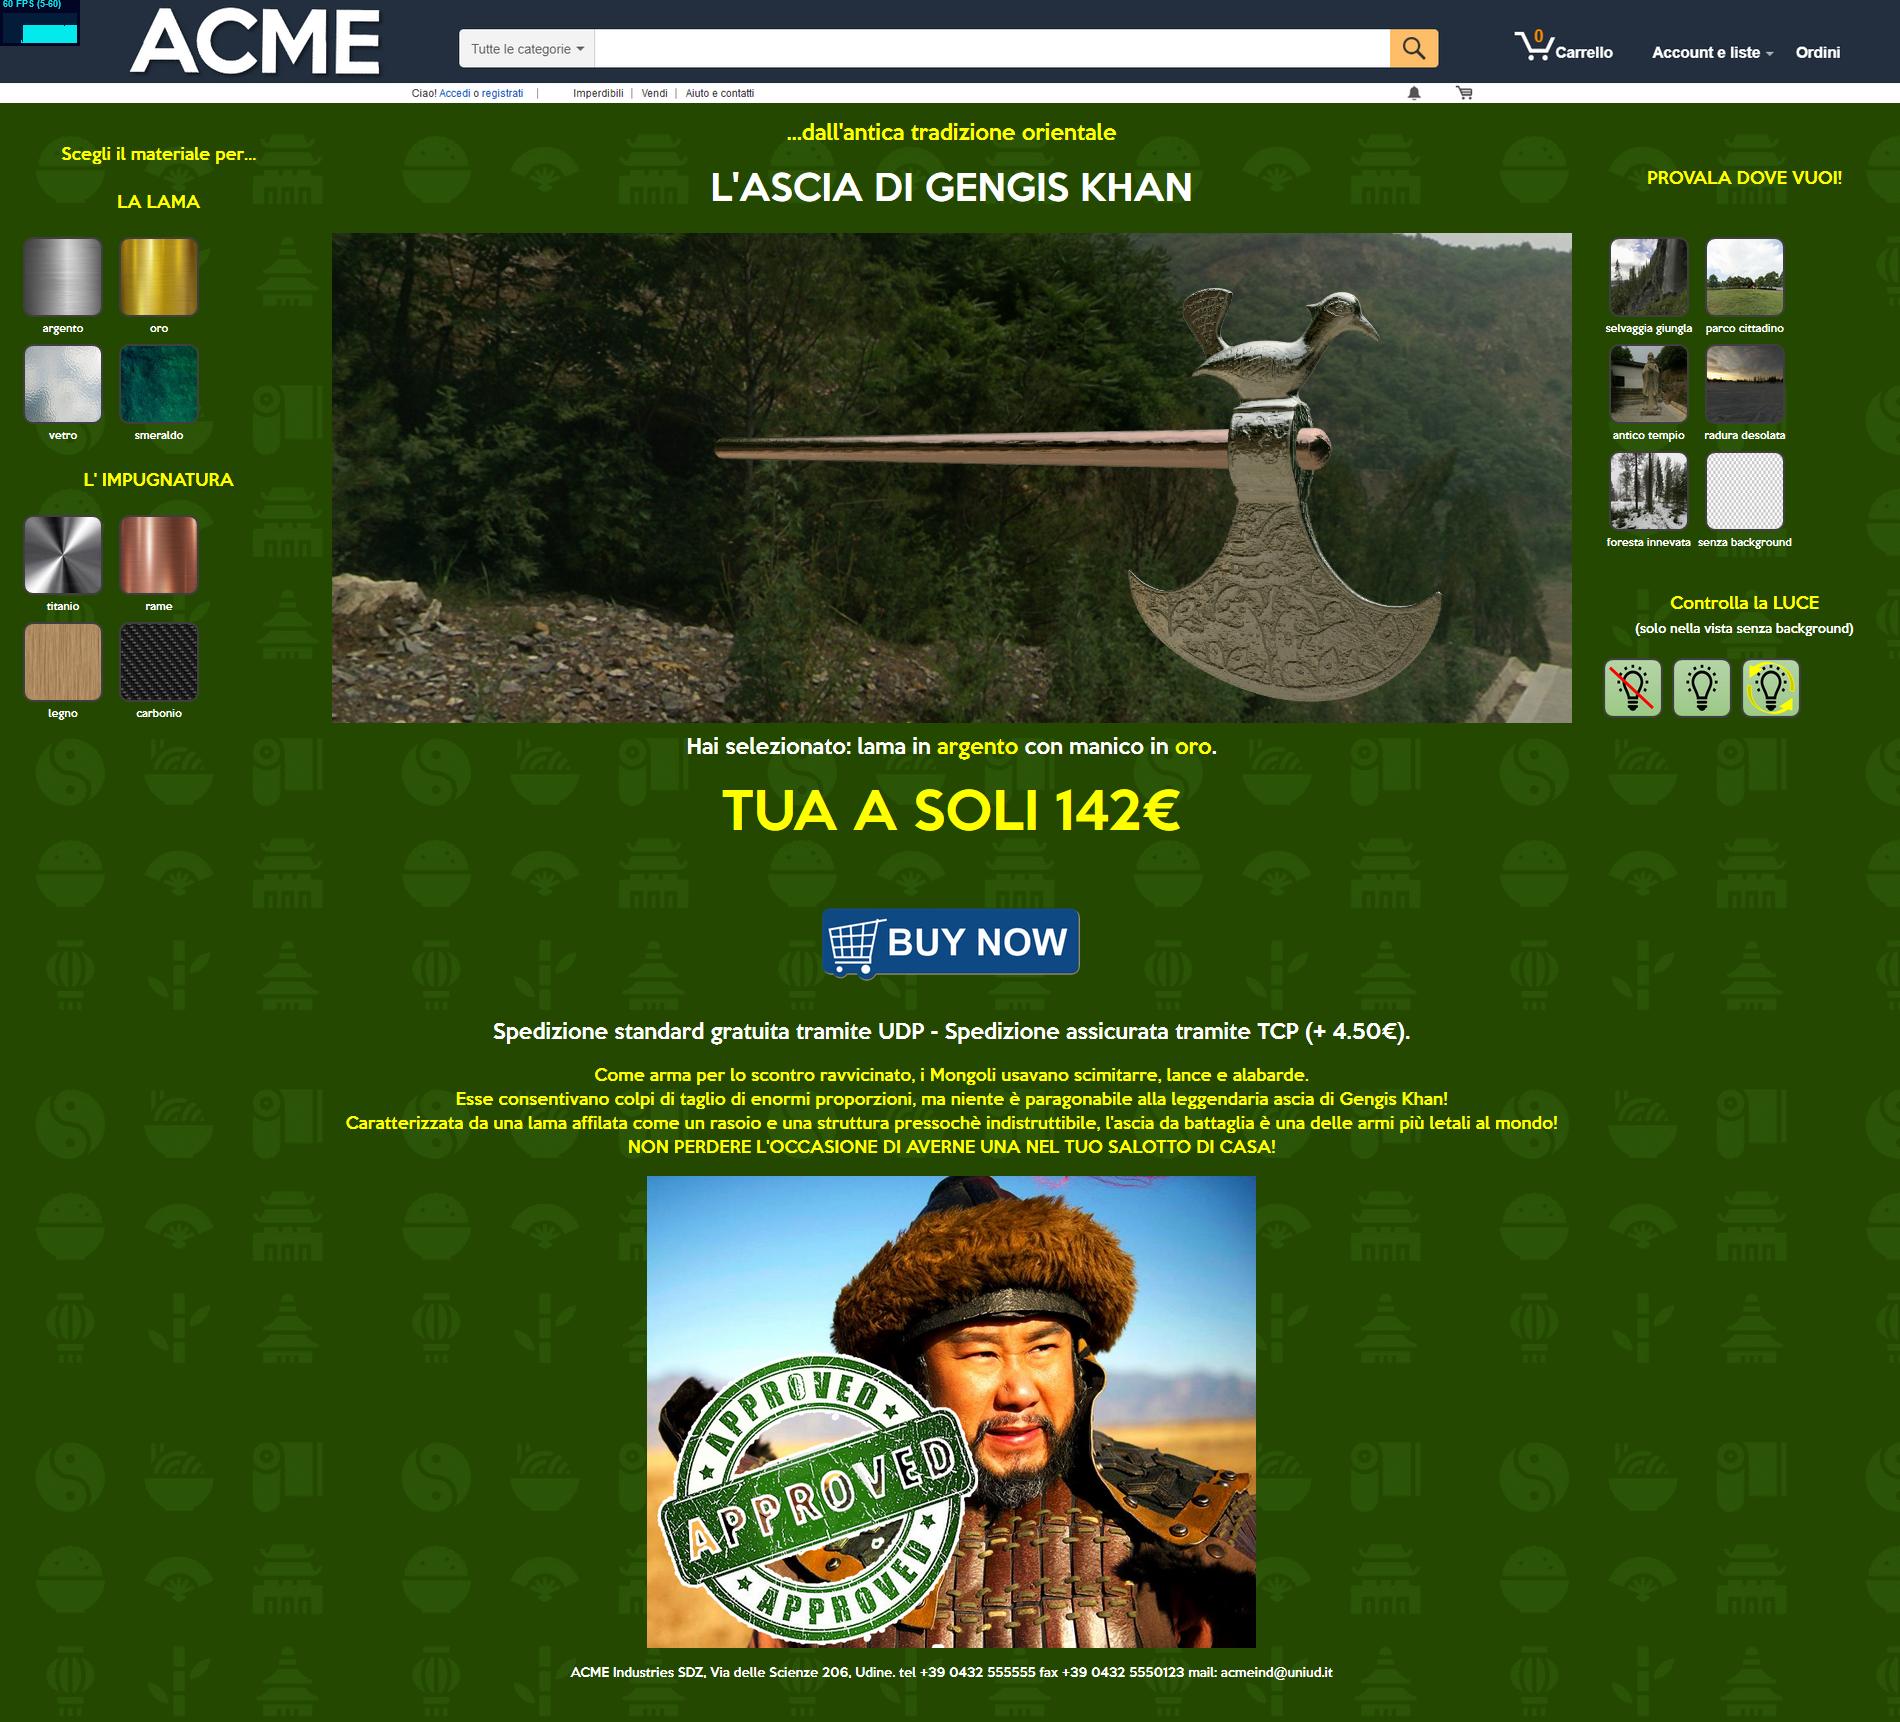 60 FPS (5-60)
ACME
Tutte le categorie
0
Carrello
Account e liste
Ordini
Ciao! Accedi o registrati | Imperdibili | Vendi | Aiuto e contatti
...dall'antica tradizione orientale
L'ASCIA DI GENGIS KHAN
Scegli il materiale per...
LA LAMA
argento
oro
vetro
smeraldo
L' IMPUGNATURA
titanio
rame
legno
carbonio
PROVALA DOVE VUOI!
selvaggia giungla
parco cittadino
antico tempio
radura desolata
foresta innevata
senza background
Controlla la LUCE
(solo nella vista senza background)
Hai selezionato: lama in argento con manico in oro.
TUA A SOLI 142€
BUY NOW
Spedizione standard gratuita tramite UDP - Spedizione assicurata tramite TCP (+ 4.50€).
Come arma per lo scontro ravvicinato, i Mongoli usavano scimitarre, lance e alabarde.
Esse consentivano colpi di taglio di enormi proporzioni, ma niente è paragonabile alla leggendaria ascia di Gengis Khan!
Caratterizzata da una lama affilata come un rasoio e una struttura pressochè indistruttibile, l'ascia da battaglia è una delle armi più letali al mondo!
NON PERDERE L'OCCASIONE DI AVERNE UNA NEL TUO SALOTTO DI CASA!
APPROVED
APPROVED
APPROVED
ACME Industries SDZ, Via delle Scienze 206, Udine. tel +39 0432 555555 fax +39 0432 5550123 mail: acmeind@uniud.it